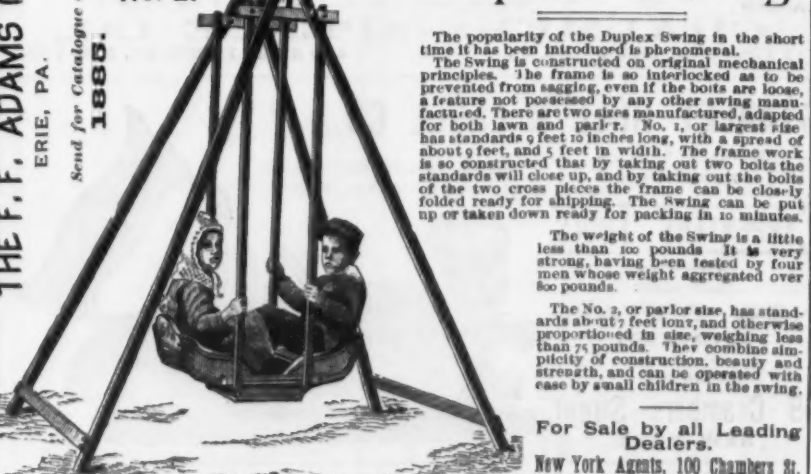 THE F. F. ADAMS
ERIE, PA.
Send for Catalogue
1885.
The popularity of the Duplex Swing in the short
time it has been introduced is phenomenal.
The Swing is constructed on original mechanical
principles. The frame is so interlocked as to be
prevented from sagging, even if the bolts are loose,
a feature not possessed by any other swing manu-
factured. There are two sizes manufactured, adapted
for both lawn and parlor. No. 1, or largest size
has standards 9 feet 10 inches long, with a spread of
about 9 feet, and 5 feet in width. The frame work
is so constructed that by taking out two bolts the
standards will close up, and by taking out the bolts
of the two cross pieces the frame can be closely
folded ready for shipping. The Swing can be put
up or taken down ready for packing in 10 minutes.
The weight of the Swing is a little
less than 100 pounds It is very
strong, having been tested by four
men whose weight aggregated over
800 pounds.
The No. 2, or parlor size, has stand-
ards about 7 feet long, and otherwise
proportioned in size, weighing less
than 75 pounds. They combine sim-
plicity of construction, beauty and
strength, and can be operated with
ease by small children in the swing.
For Sale by all Leading
Dealers.
New York Agents, 100 Chambers St.